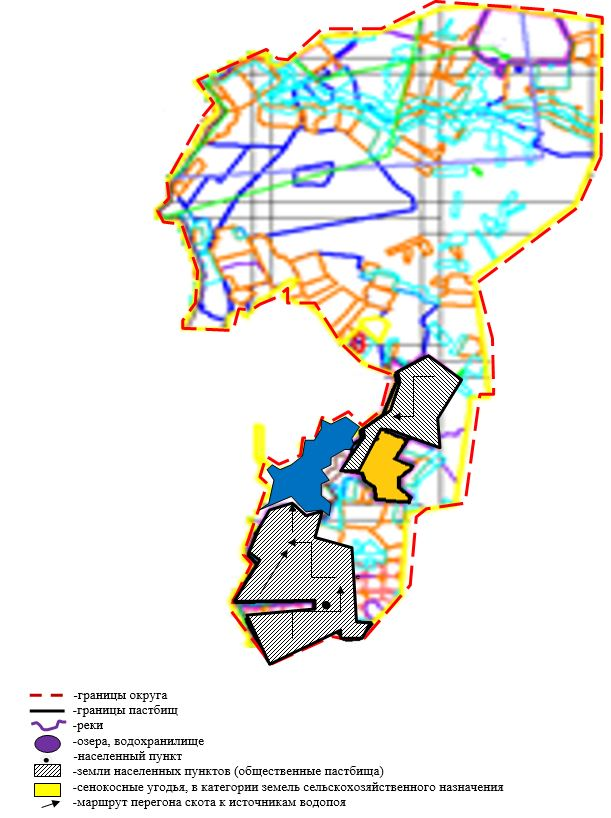 -границы округа
-границы пастбищ
-реки
-озера, водохранилище
-населенный пункт
-земли населенных пунктов (общественные пастбища)
-сенокосные угодья, в категории земель сельскохозяйственного назначения
-маршрут перегона скота к источникам водопоя